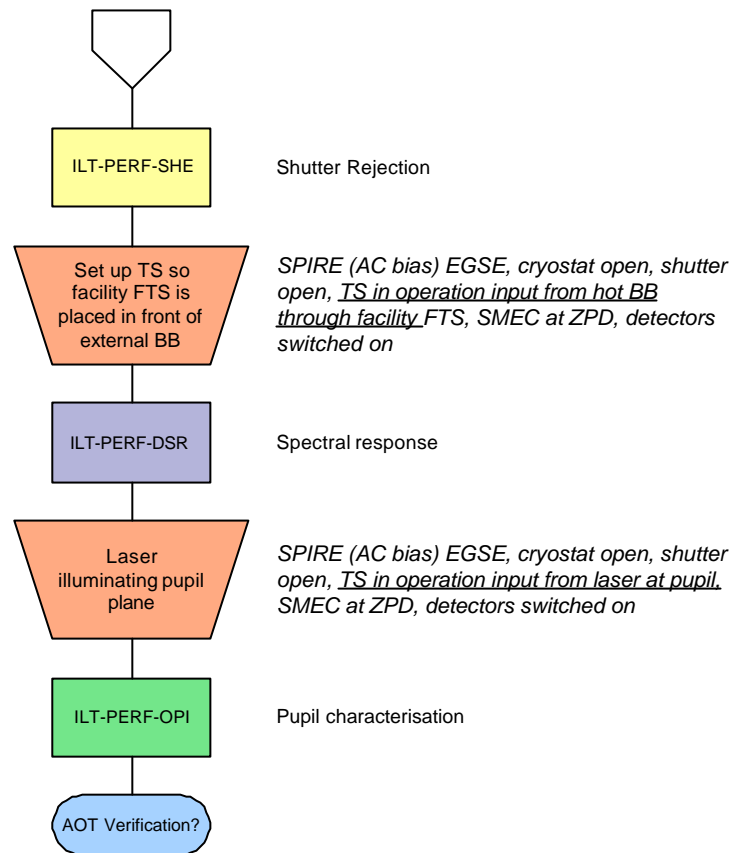 ILT-PERF-SHE
Shutter Rejection
Set up TS so
facility FTS is
placed in front of
external BB
SPIRE (AC bias) EGSE, cryostat open, shutter
open, TS in operation input from hot BB
through facility FTS, SMEC at ZPD, detectors
switched on
ILT-PERF-DSR
Spectral response
Laser
illuminating pupil
plane
SPIRE (AC bias) EGSE, cryostat open, shutter
open, TS in operation input from laser at pupil,
SMEC at ZPD, detectors switched on
ILT-PERF-OPI
Pupil characterisation
AOT Verification?